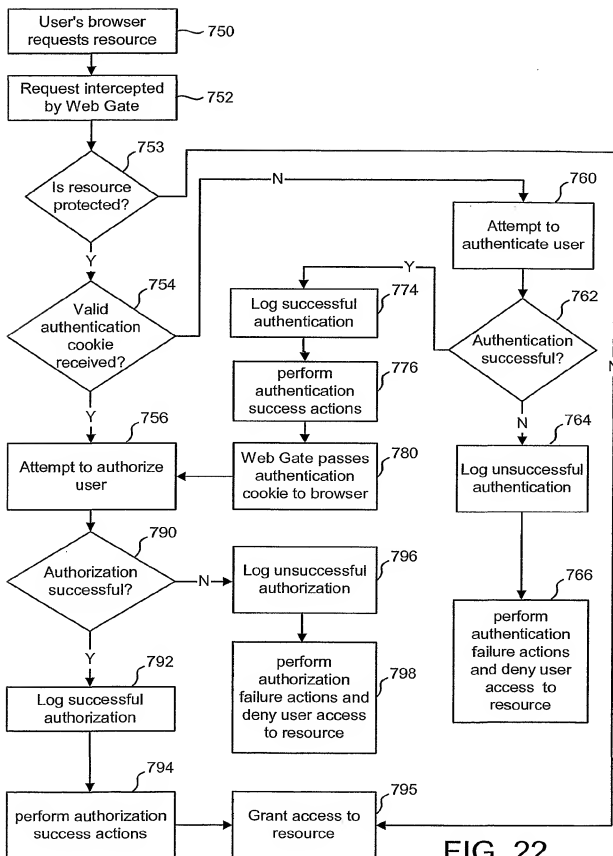 User's browser
requests resource
750
Request intercepted
by Web Gate
752
753
Is resource
protected?
Y
N
754
Valid
authentication
cookie
received?
N
Y
760
Attempt to
authenticate user
762
Authentication
successful?
Y
N
774
Log successful
authentication
776
perform
authentication
success actions
780
Web Gate passes
authentication
cookie to browser
764
Log unsuccessful
authentication
766
perform
authentication
failure actions
and deny user
access to
resource
756
Attempt to authorize
user
790
Authorization
successful?
N
Y
796
Log unsuccessful
authorization
798
perform
authorization
failure actions and
deny user access
to resource
792
Log successful
authorization
794
perform authorization
success actions
795
Grant access to
resource
FIG. 22